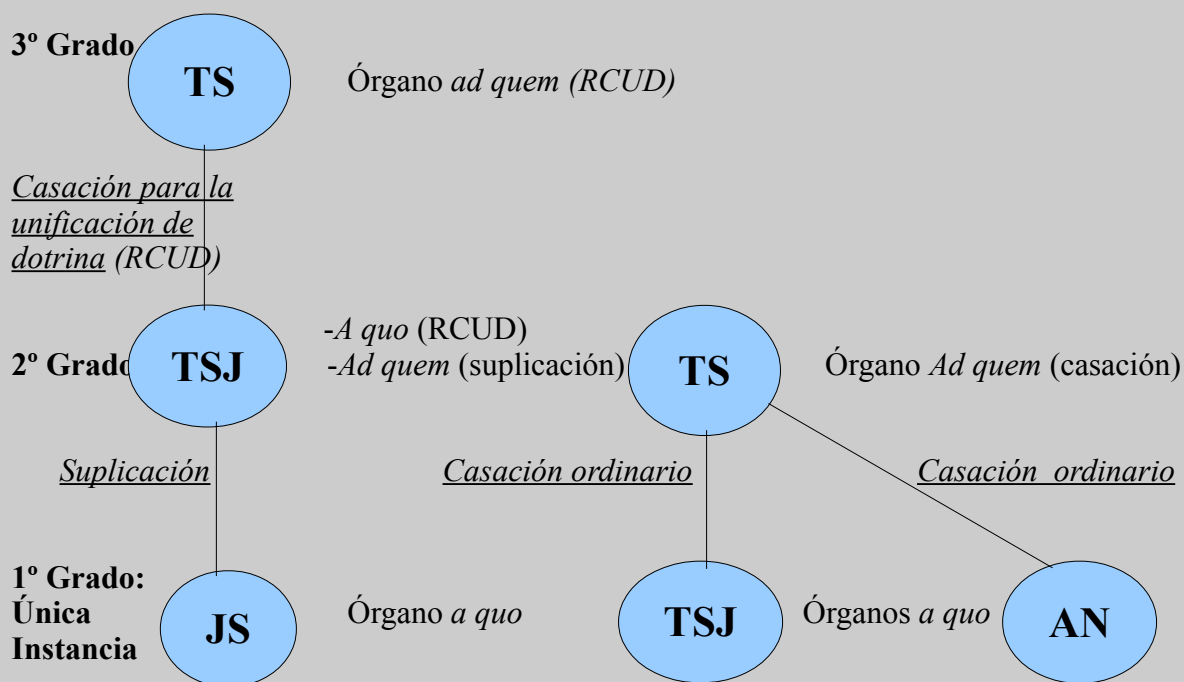 3º Grado
TS
Órgano ad quem (RCUD)
Casación para la
unificación de
dotrina (RCUD)
-A quo (RCUD)
2º Grado
TSJ
-Ad quem (suplicación)
TS
Órgano Ad quem (casación)
Suplicación
Casación ordinario
Casación ordinario
1º Grado:
Única
Instancia
JS
Órgano a quo
TSJ
Órganos a quo
AN